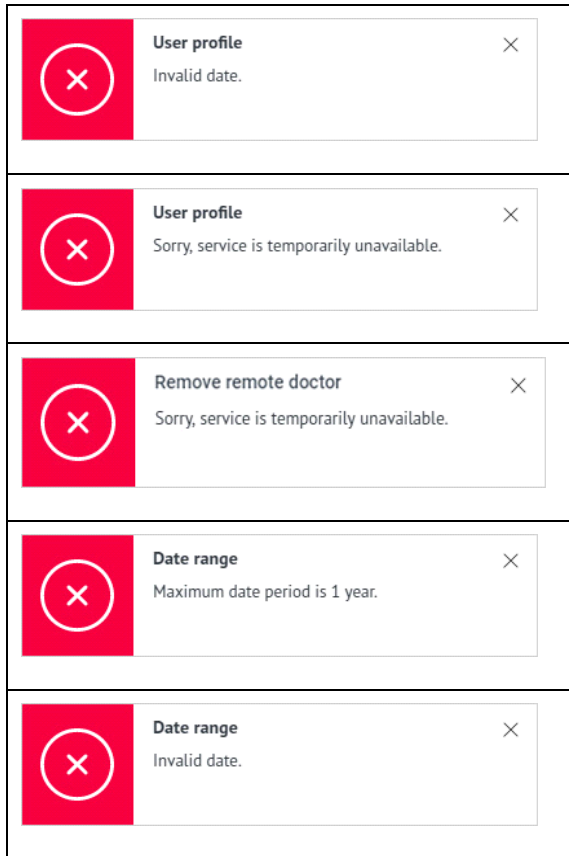 User profile
Invalid date.
User profile
Sorry, service is temporarily unavailable.
Remove remote doctor
Sorry, service is temporarily unavailable.
Date range
Maximum date period is 1 year.
Date range
Invalid date.